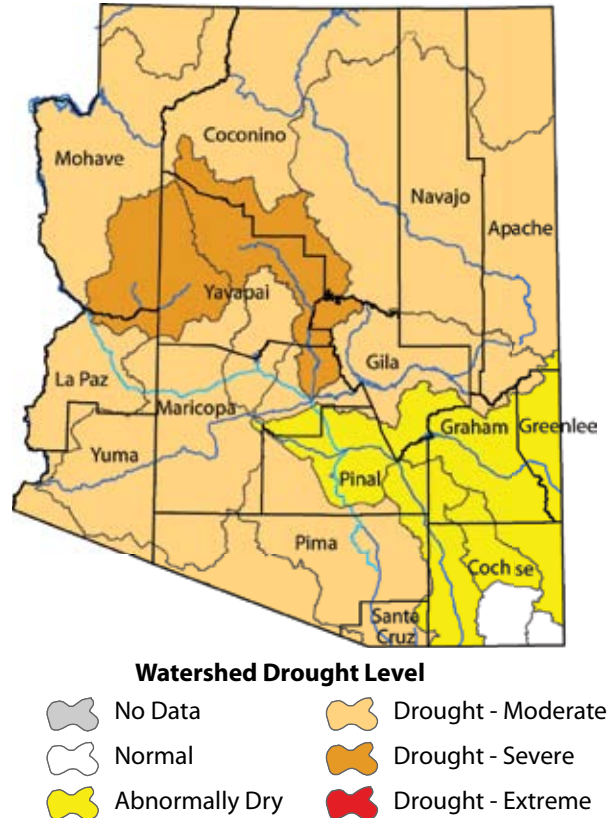 Coconino
Mohave
Navajo
Apache
Yavapai
Gila
La Paz
Maricopa
Graham
Greenlee
Yuma
Pinal
Pima
Coch se
Santa
Cruz
Watershed Drought Level
No Data
Drought - Moderate
Normal
Drought - Severe
Abnormally Dry
Drought - Extreme